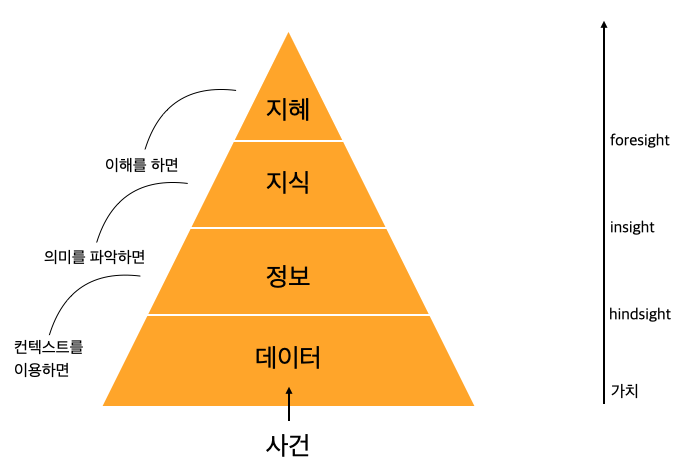 지혜
이해를 하면
지식
의미를 파악하면
정보
컨텍스트를
이용하면
데이터
사건
foresight
insight
hindsight
가치